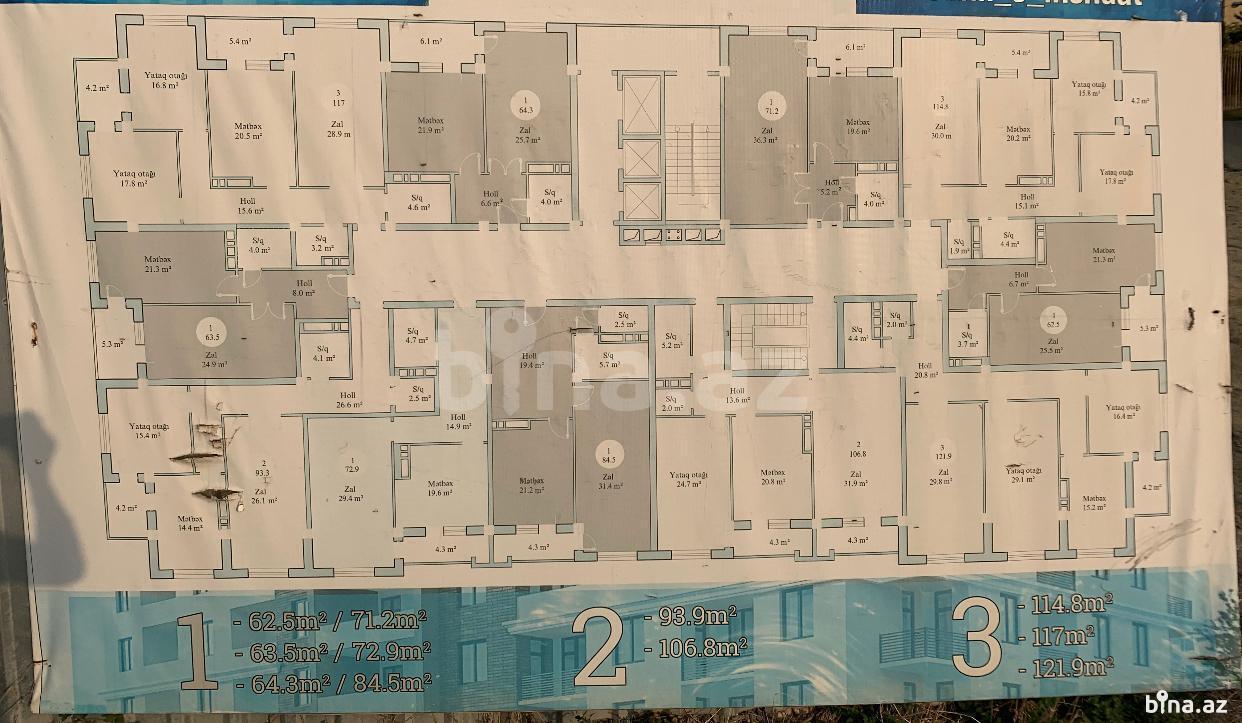 5.4 m²
6.1 m²
6.1 m²
5.4 m²
4.2 m²
Yataq otağı
16.8 m²
Mətbəx
20.5 m²
3
117
Zal
28.9 m
Mətbəx
21.9 m²
1
64.3
Zal
25.7 m²
1
71.2
Zal
36.3 m²
Mətbəx
19.6 m²
3
114.8
Zal
30.0 m
Mətbəx
20.2 m²
Yataq otağı
15.8 m²
4.2 m²
Yataq otağı
17.8 m²
Holl
15.6 m²
S/q
4.6 m²
Holl
6.6 m²
S/q
4.0 m²
Holl
5.2 m²
S/q
4.0 m²
Holl
15.1 m²
Yataq otağı
17.8 m²
Mətbəx
21.3 m²
S/q
4.0 m²
S/q
3.2 m²
Holl
8.0 m²
S/q
1.9 m²
S/q
4.4 m²
Mətbəx
21.3 m²
Holl
6.7 m²
5.3 m²
1
63.5
Zal
24.9 m²
S/q
4.1 m²
S/q
4.7 m²
S/q
2.5 m²
Holl
19.4 m²
S/q
2.5 m²
S/q
5.7 m²
S/q
5.2 m²
S/q
2.0 m²
S/q
4.4 m²
S/q
2.0 m²
S/q
3.7 m²
1
62.5
Zal
25.5 m²
5.3 m²
Holl
26.6 m²
Holl
14.9 m²
Holl
13.6 m²
Holl
20.8 m²
bina.az
Yataq otağı
15.4 m²
2
93.3
Zal
26.1 m²
1
72.9
Zal
29.4 m²
Mətbəx
19.6 m²
Mətbəx
21.2 m²
1
84.5
Zal
31.4 m²
Yataq otağı
24.7 m²
Mətbəx
20.8 m²
2
106.8
Zal
31.9 m²
3
121.9
Zal
29.8 m²
Yataq otağı
29.1 m²
Yataq otağı
16.4 m²
Mətbəx
15.2 m²
4.2 m²
4.2 m²
Mətbəx
14.4 m²
4.3 m²
4.3 m²
4.3 m²
4.3 m²
1
- 62.5m² / 71.2m²
- 63.5m² / 72.9m²
- 64.3m² / 84.5m²
2
- 93.9m²
- 106.8m²
3
- 114.8m²
- 117m²
- 121.9m²
bina.az